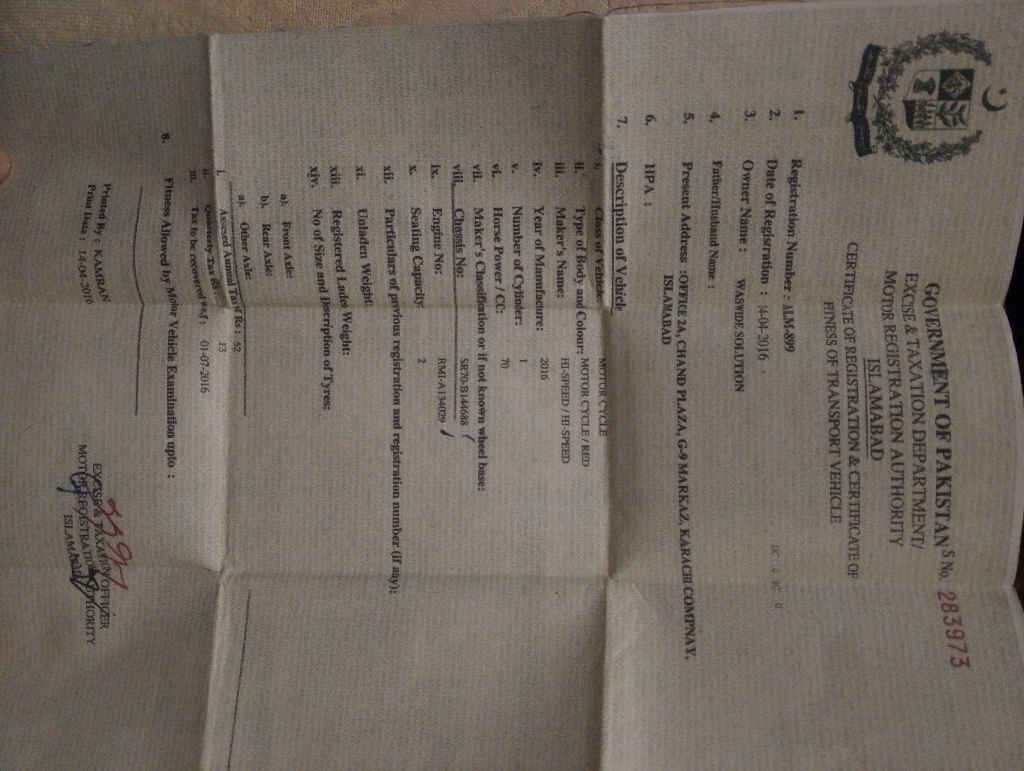 GOVERNMENT OF PAKISTAN
S No. 283973
EXCISE & TAXATION DEPARTMENT/
MOTOR REGISTRATION AUTHORITY
ISLAMABAD
CERTIFICATE OF REGISTRATION & CERTIFICATE OF
FITNESS OF TRANSPORT VEHICLE
1. Registration Number : ALM-899
2. Date of Registration : 14-04-2016
3. Owner Name : WASWIDE SOLUTION
4. Father/Husband Name :
5. Present Address :OFFICE 2A, CHAND PLAZA, G-9 MARKAZ, KARACHI COMPNAY,
ISLAMABAD
6. HPA :
7. Description of Vehicle
i. Class of Vehicle: MOTOR CYCLE
ii. Type of Body and Colour: MOTOR CYCLE / RED
iii. Maker's Name: HI-SPEED / HI-SPEED
iv. Year of Manufacure: 2016
v. Number of Cylinder: 1
vi. Horse Power / CC: 70
vii. Maker's Classification or if not known wheel base:
viii. Chassis No: SR70-B144688
ix. Engine No: RMI-A134029
x. Seating Capacity 2
xii. Particulars of previous registration and registration number (if any):
xi. Unladen Weight:
xiii. Registered Laden Weight:
xiv. No of Size and Description of Tyres:
a). Front Axle:
b). Rear Axle:
a). Other Axle:
i. Assesed Annual Tax of Rs : 52
ii. Quarterly Tax Rs : 13
iii. Tax to be recovered wef : 01-07-2016
8. Fitness Allowed by Motor Vehicle Examination upto :
Printed By : KAMRAN
Print Date : 14-04-2016
EXCISE & TAXATION OFFICER
MOTOR REGISTRATION AUTHORITY
ISLAMABAD